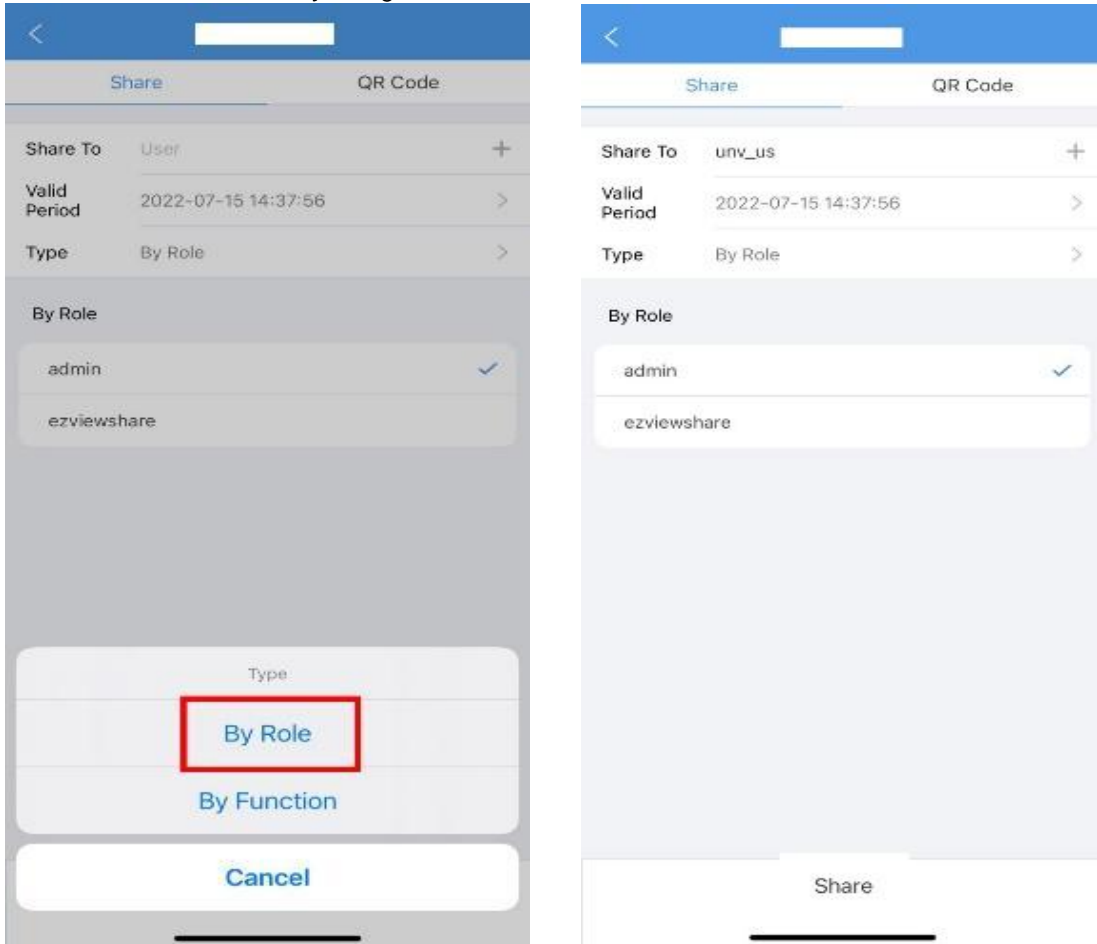 Share QR Code
Share To User +
Valid Period 2022-07-15 14:37:56 >
Type By Role >
By Role
admin
ezviewshare
Type
By Role
By Function
Cancel
Share QR Code
Share To unv_us +
Valid Period 2022-07-15 14:37:56 >
Type By Role >
By Role
admin
ezviewshare
Share